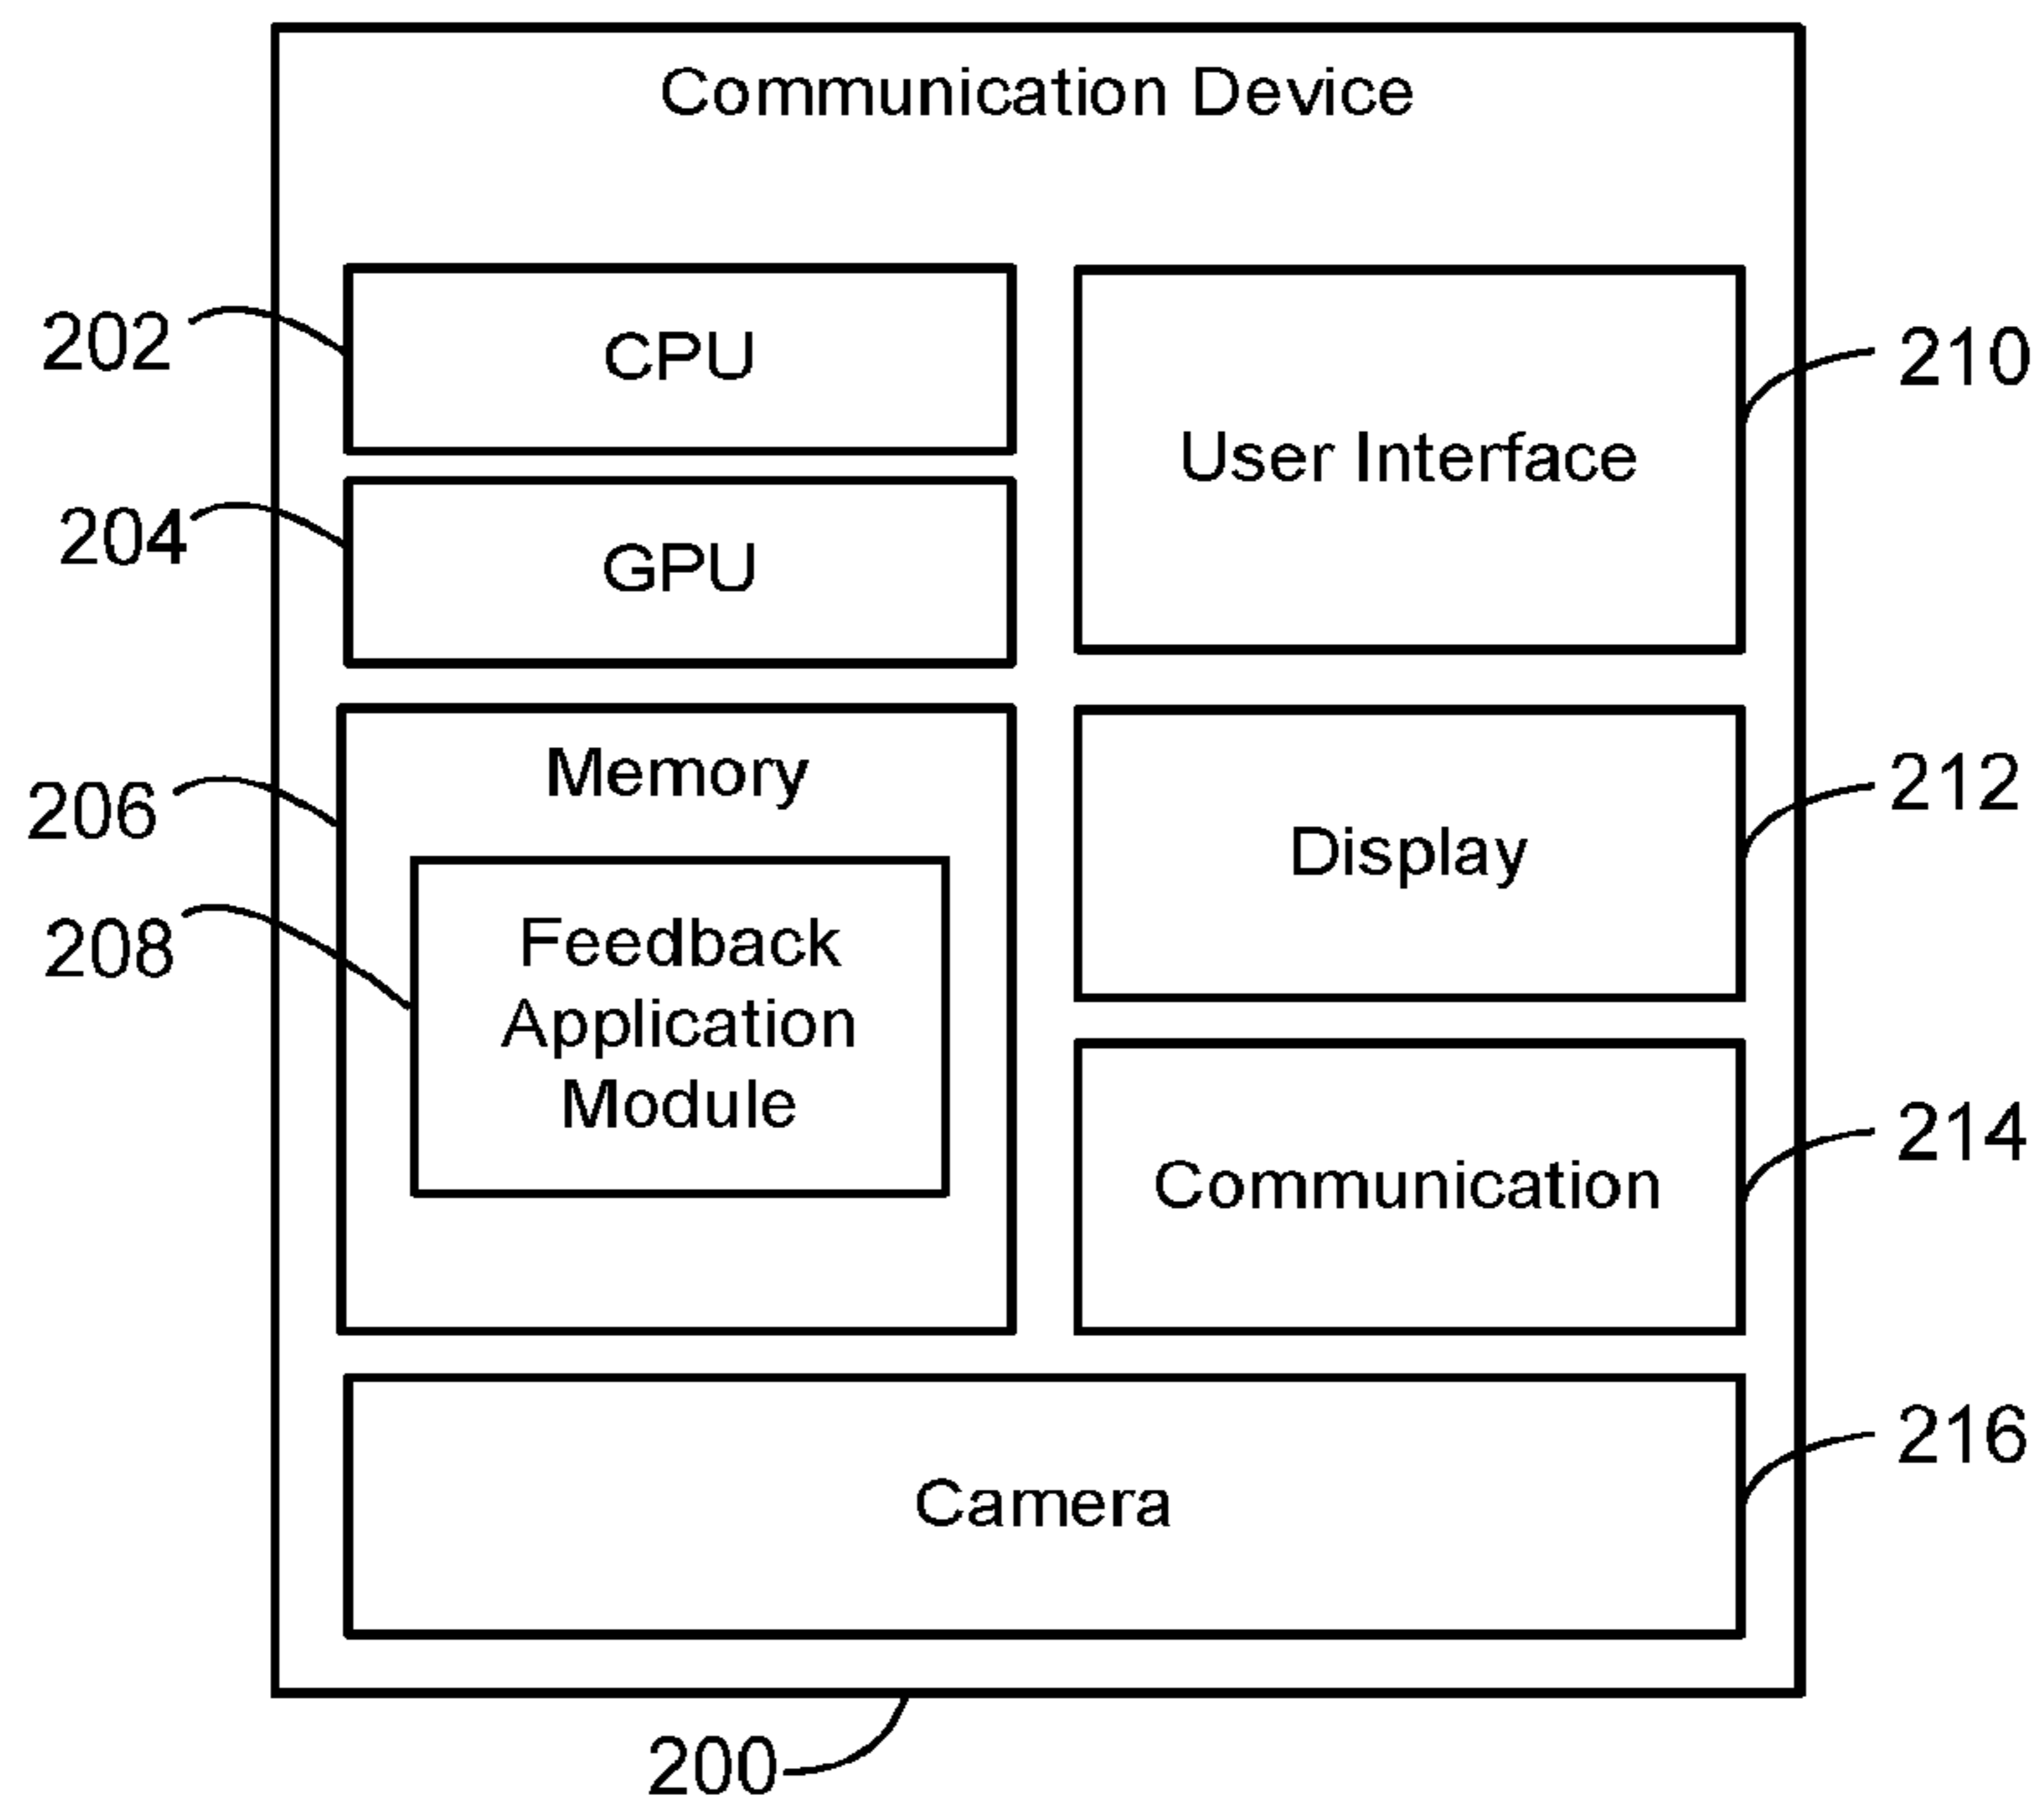 Communication Device
202
CPU
210
User Interface
204
GPU
206
Memory
212
Display
208
Feedback
Application
Module
214
Communication
216
Camera
200